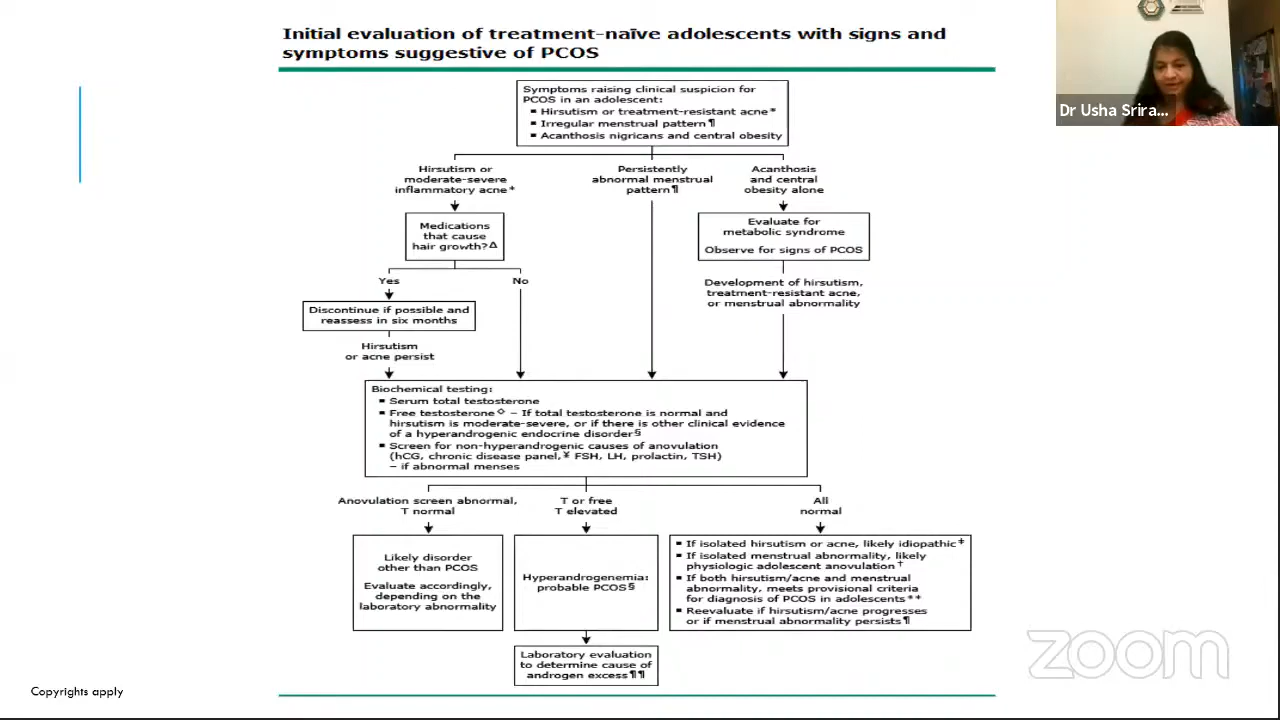 Initial evaluation of treatment-naïve adolescents with signs and
symptoms suggestive of PCOS
Dr Usha Srira...
Symptoms raising clinical suspicion for
PCOS in an adolescent:
▪ Hirsutism or treatment-resistant acne*
▪ Irregular menstrual pattern¶
▪ Acanthosis nigricans and central obesity
Hirsutism or
moderate-severe
inflammatory acne*
Persistently
abnormal menstrual
pattern¶
Acanthosis
and central
obesity alone
Medications
that cause
hair growth?Δ
Evaluate for
metabolic syndrome
Observe for signs of PCOS
Yes
No
Development of hirsutism,
treatment-resistant acne,
or menstrual abnormality
Discontinue if possible and
reassess in six months
Hirsutism
or acne persist
Biochemical testing:
▪ Serum total testosterone
▪ Free testosterone◇ – If total testosterone is normal and
hirsutism is moderate-severe, or if there is other clinical evidence
of a hyperandrogenic endocrine disorder§
▪ Screen for non-hyperandrogenic causes of anovulation
(hCG, chronic disease panel,¥ FSH, LH, prolactin, TSH)
– if abnormal menses
Anovulation screen abnormal,
T normal
T or free
T elevated
All
normal
Likely disorder
other than PCOS
Evaluate accordingly,
depending on the
laboratory abnormality
Hyperandrogenemia:
probable PCOS§
▪ If isolated hirsutism or acne, likely idiopathic‡
▪ If isolated menstrual abnormality, likely
physiologic adolescent anovulation†
▪ If both hirsutism/acne and menstrual
abnormality, meets provisional criteria
for diagnosis of PCOS in adolescents**
▪ Reevaluate if hirsutism/acne progresses
or if menstrual abnormality persists¶
Laboratory evaluation
to determine cause of
androgen excess¶¶
zoom
Copyrights apply